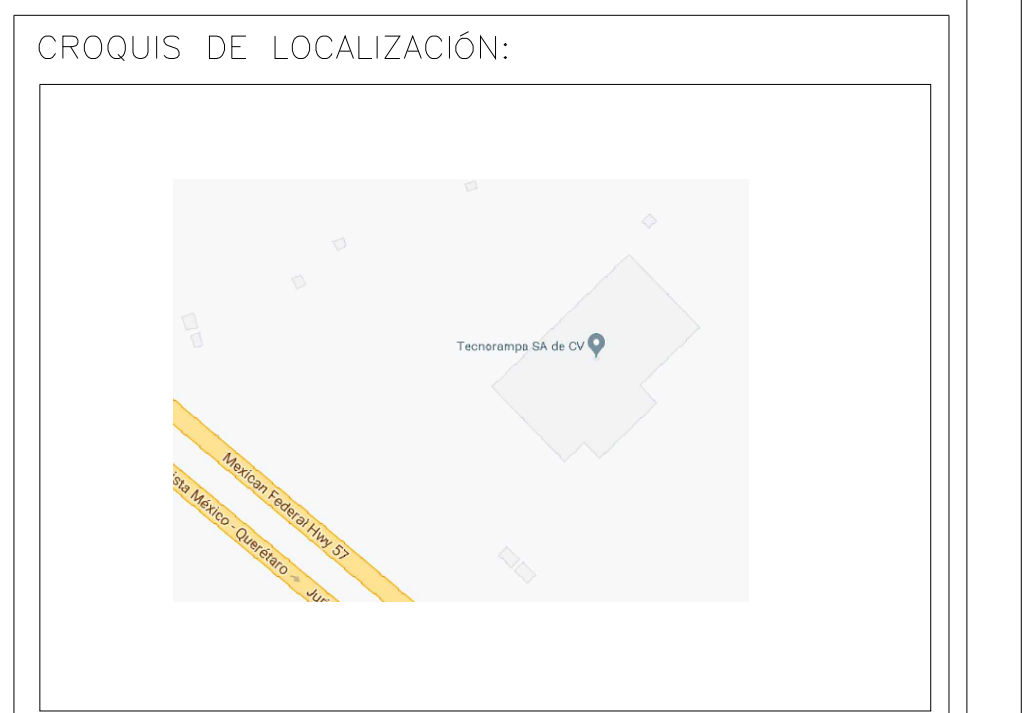 CROQUIS DE LOCALIZACIÓN:
Tecnorampa SA de CV
Mexican Federal Hwy 57
ista México - Querétaro